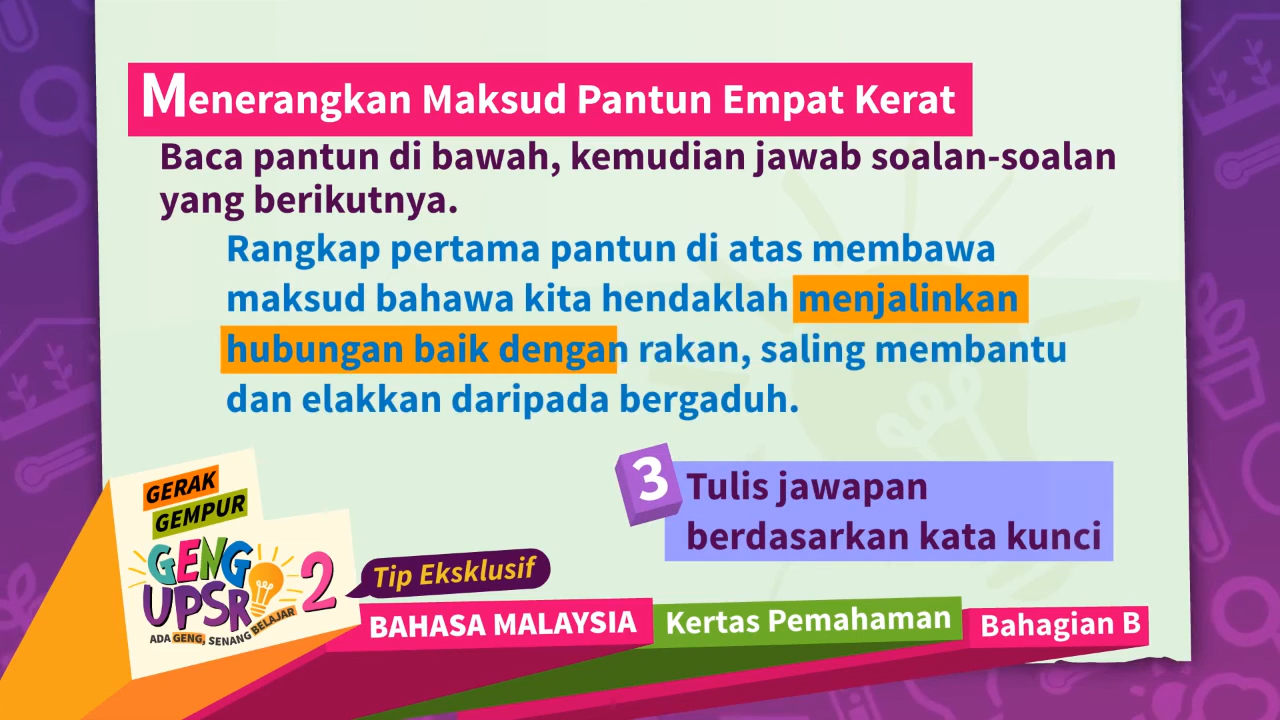 Menerangkan Maksud Pantun Empat Kerat
Baca pantun di bawah, kemudian jawab soalan-soalan
yang berikutnya.
Rangkap pertama pantun di atas membawa
maksud bahawa kita hendaklah menjalinkan
hubungan baik dengan rakan, saling membantu
dan elakkan daripada bergaduh.
3
Tulis jawapan
berdasarkan kata kunci
GERAK
GEMPUR
GENG
UPSR 2
ADA GENG, SENANG BELAJAR
Tip Eksklusif
BAHASA MALAYSIA Kertas Pemahaman Bahagian B